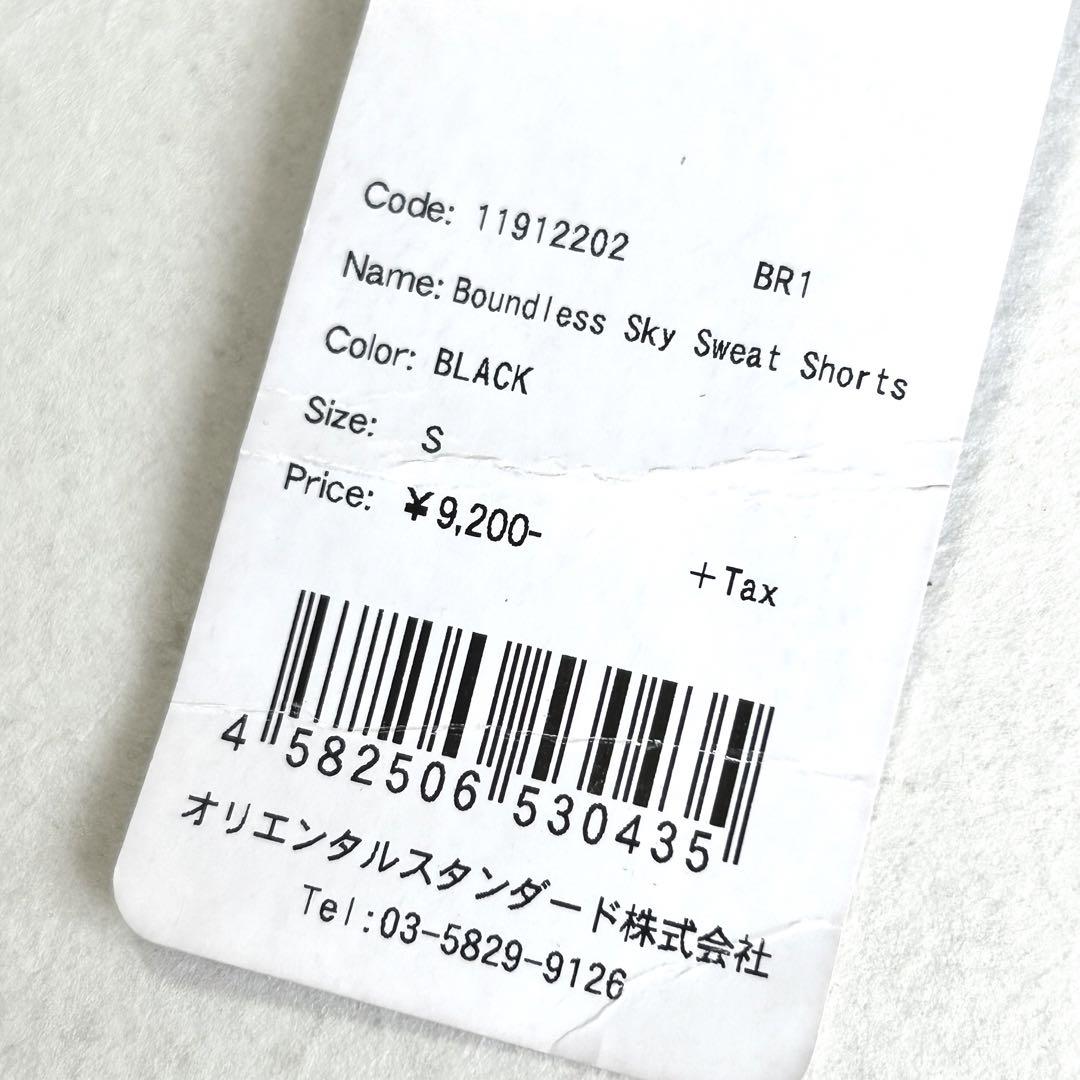 Code: 11912202 BR1
Name: Boundless Sky Sweat Shorts
Color: BLACK
Size: S
Price: ¥9,200-
+Tax
4 582506 530435
オリエンタルスタンダード株式会社
Tel:03-5829-9126